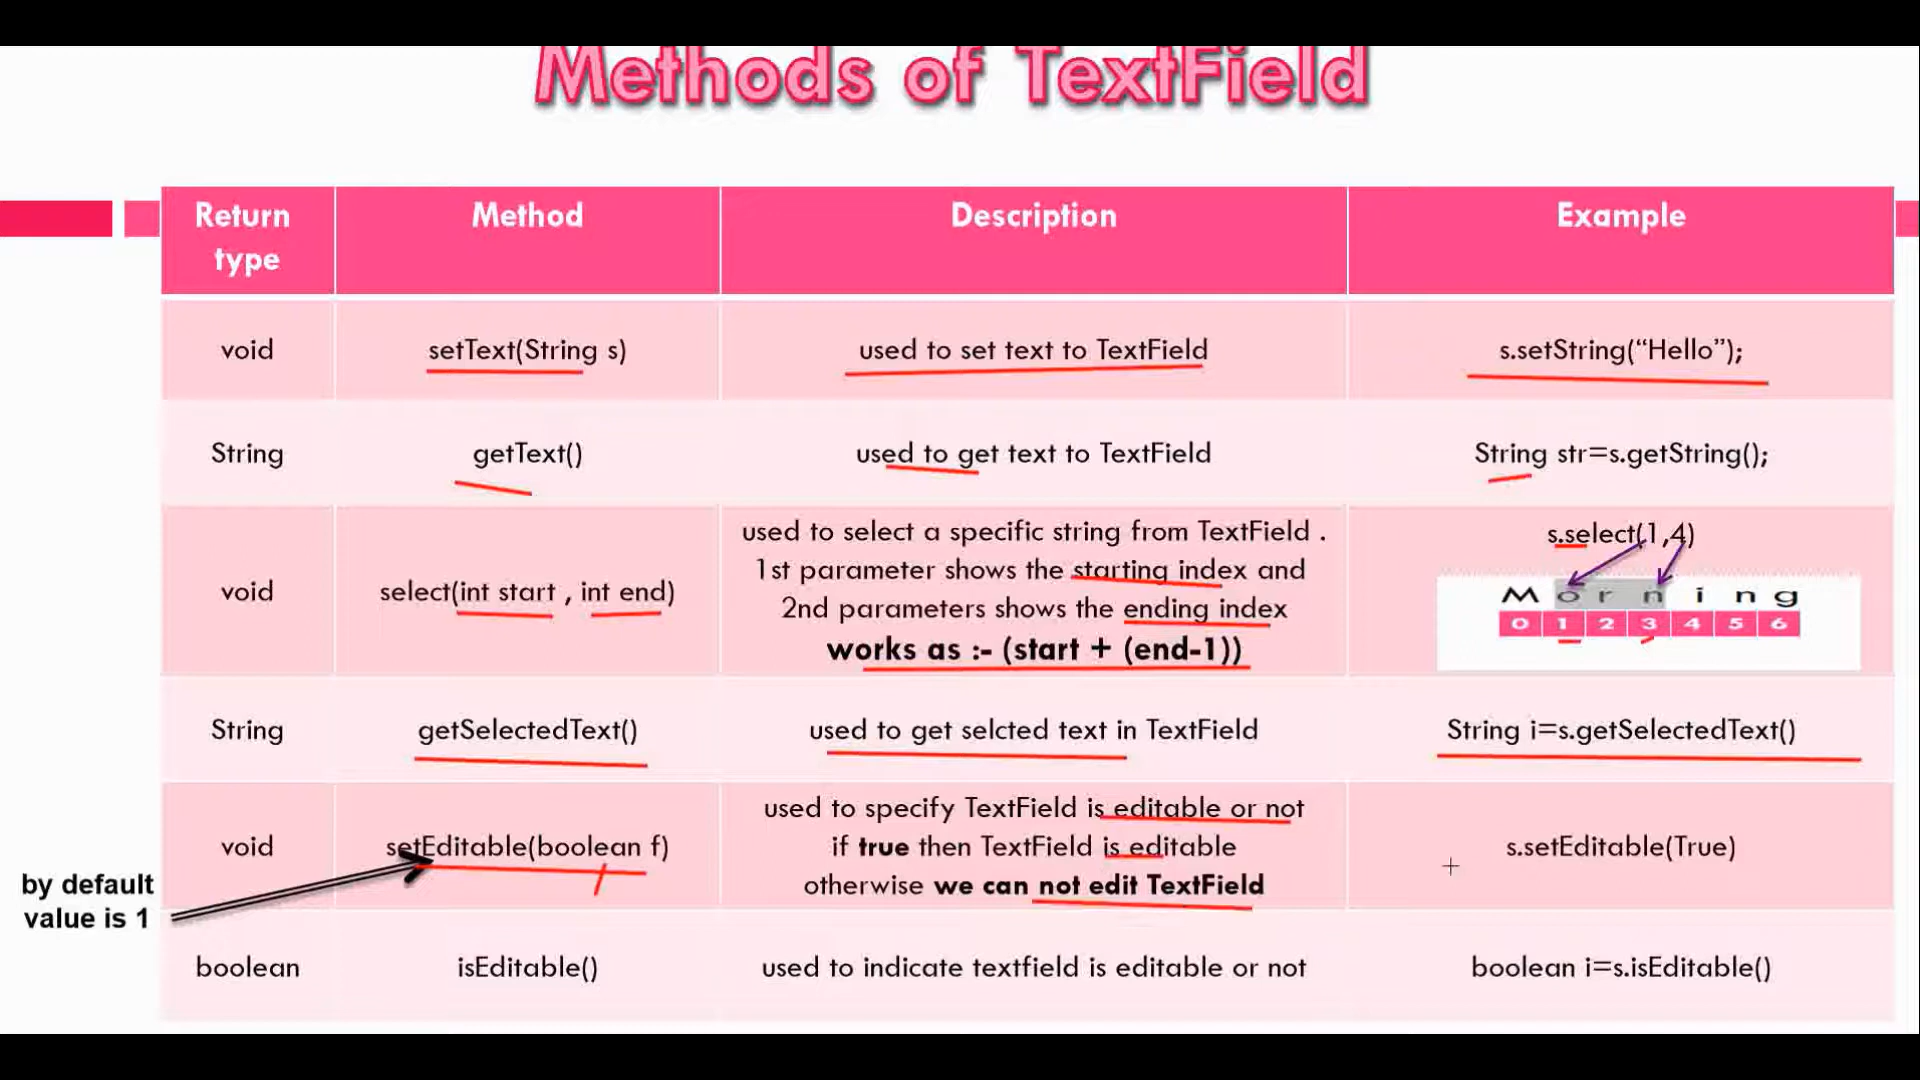 Methods of TextField
Return type
Method
Description
Example
void
setText(String s)
used to set text to TextField
s.setString(“Hello”);
String
getText()
used to get text to TextField
String str=s.getString();
void
select(int start , int end)
used to select a specific string from TextField .
1st parameter shows the starting index and
2nd parameters shows the ending index
works as :- (start + (end-1))
s.select(1,4)
M o r n i n g
0 1 2 3 4 5 6
String
getSelectedText()
used to get selcted text in TextField
String i=s.getSelectedText()
void
setEditable(boolean f)
used to specify TextField is editable or not
if true then TextField is editable
otherwise we can not edit TextField
s.setEditable(True)
by default
value is 1
boolean
isEditable()
used to indicate textfield is editable or not
boolean i=s.isEditable()